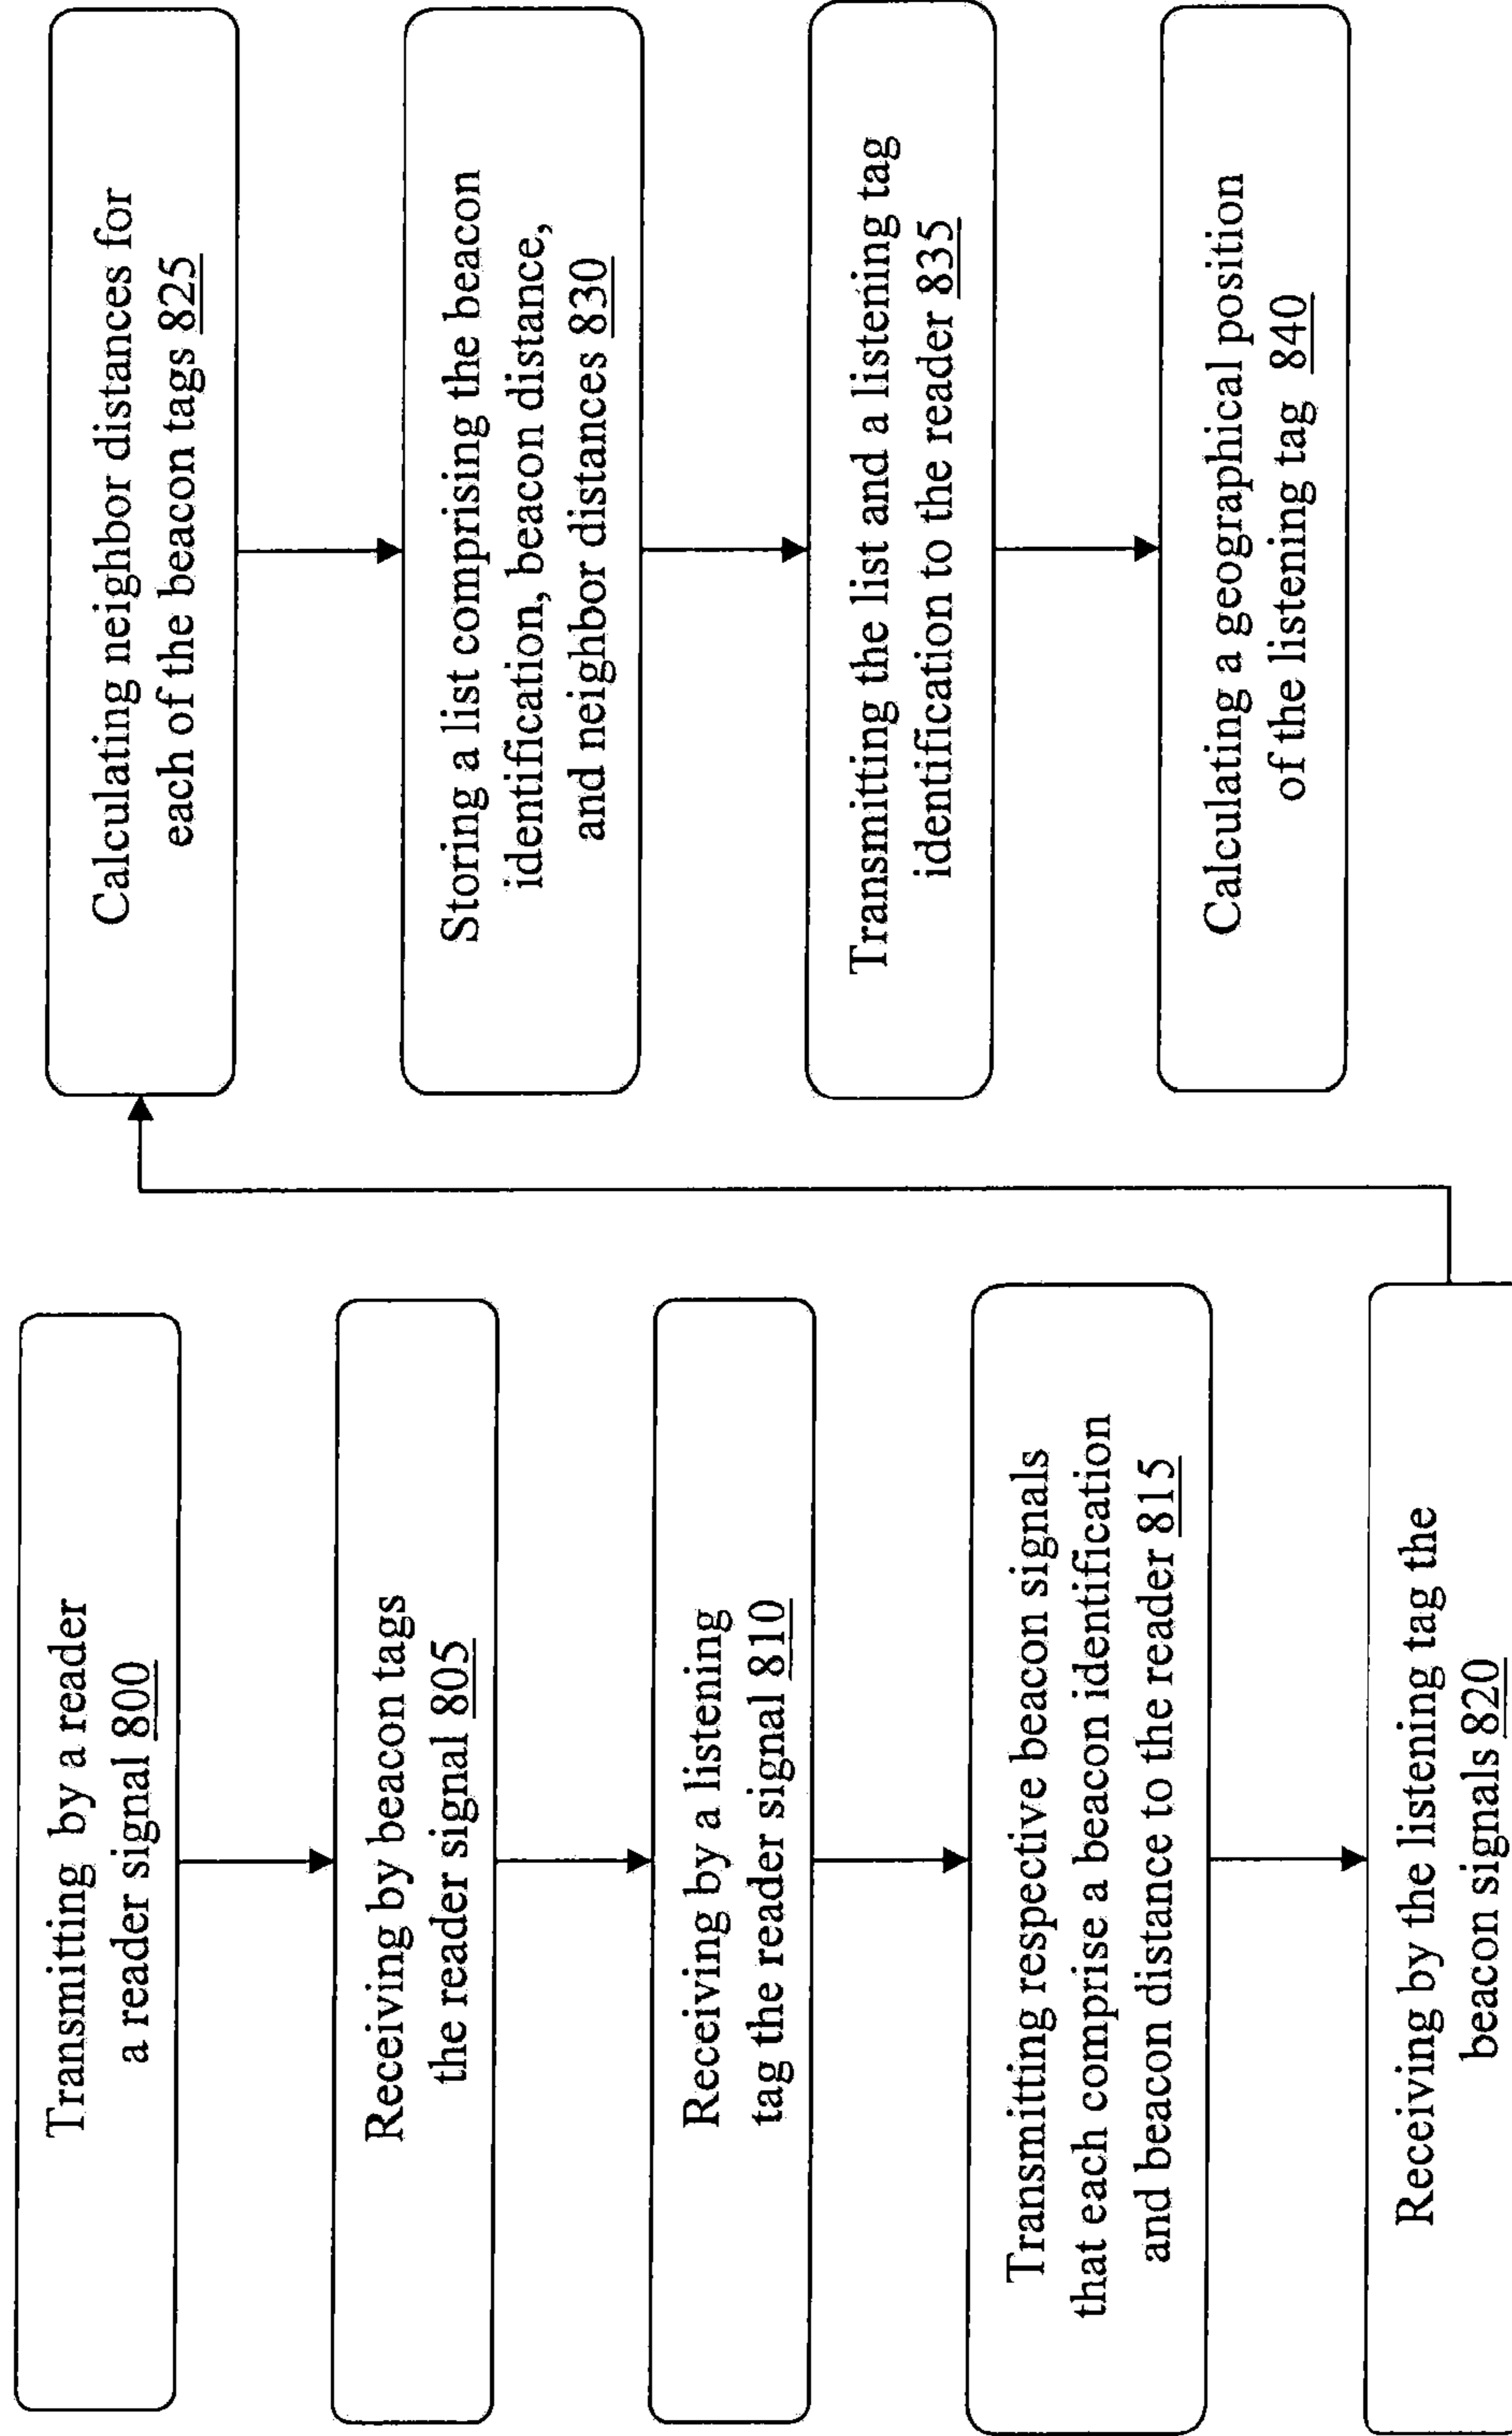 Transmitting by a reader
a reader signal 800
Receiving by beacon tags
the reader signal 805
Receiving by a listening
tag the reader signal 810
Transmitting respective beacon signals
that each comprise a beacon identification
and beacon distance to the reader 815
Receiving by the listening tag the
beacon signals 820
Calculating neighbor distances for
each of the beacon tags 825
Storing a list comprising the beacon
identification, beacon distance,
and neighbor distances 830
Transmitting the list and a listening tag
identification to the reader 835
Calculating a geographical position
of the listening tag 840